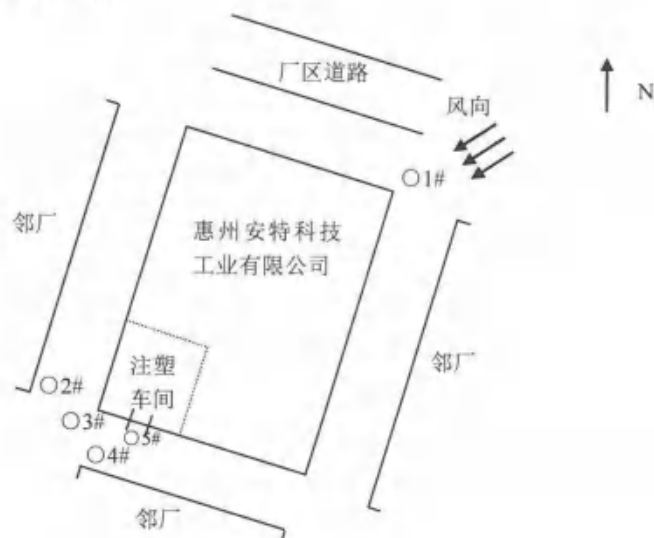 厂区道路
风向
N
○1#
邻厂
惠州安特科技
工业有限公司
邻厂
注塑
车间
○2#
○3#
○5#
○4#
邻厂